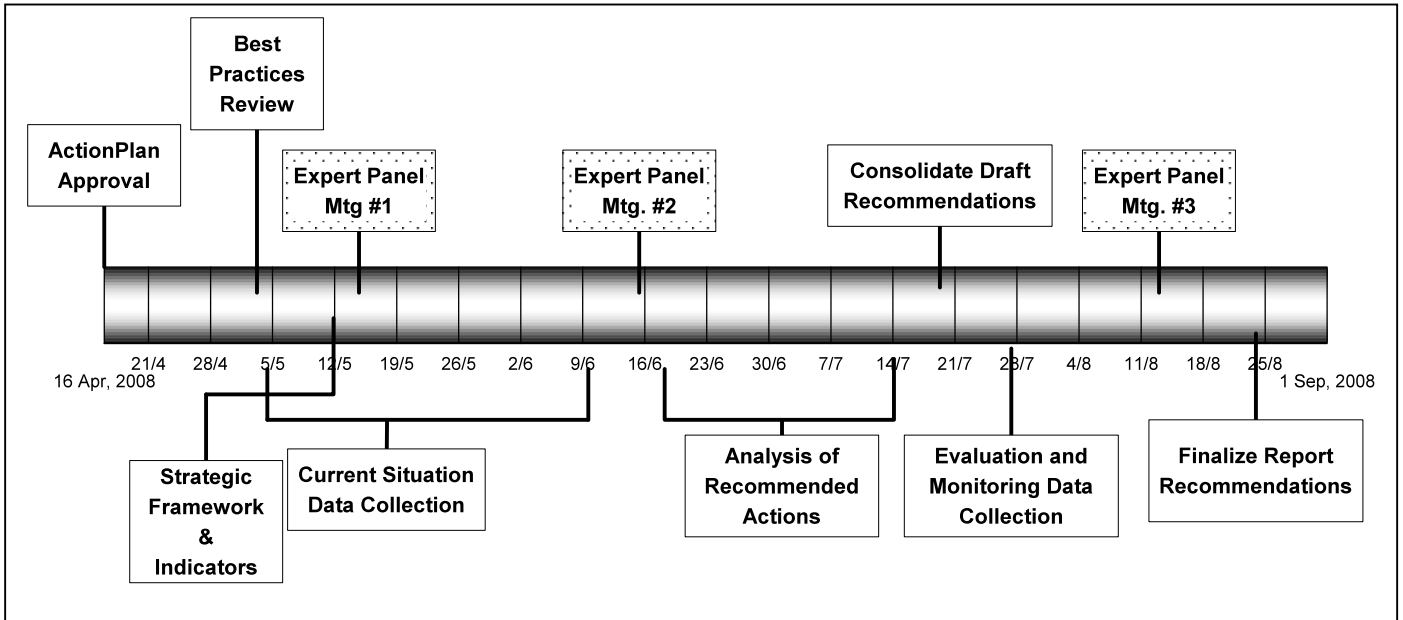 Best
Practices
Review
ActionPlan
Approval
Expert Panel
Mtg #1
Expert Panel
Mtg. #2
Consolidate Draft
Recommendations
Expert Panel
Mtg. #3
21/4 28/4 5/5 12/5 19/5 26/5 2/6 9/6 16/6 23/6 30/6 7/7 14/7 21/7 28/7 4/8 11/8 18/8 25/8
16 Apr, 2008
1 Sep, 2008
Strategic
Framework
&
Indicators
Current Situation
Data Collection
Analysis of
Recommended
Actions
Evaluation and
Monitoring Data
Collection
Finalize Report
Recommendations